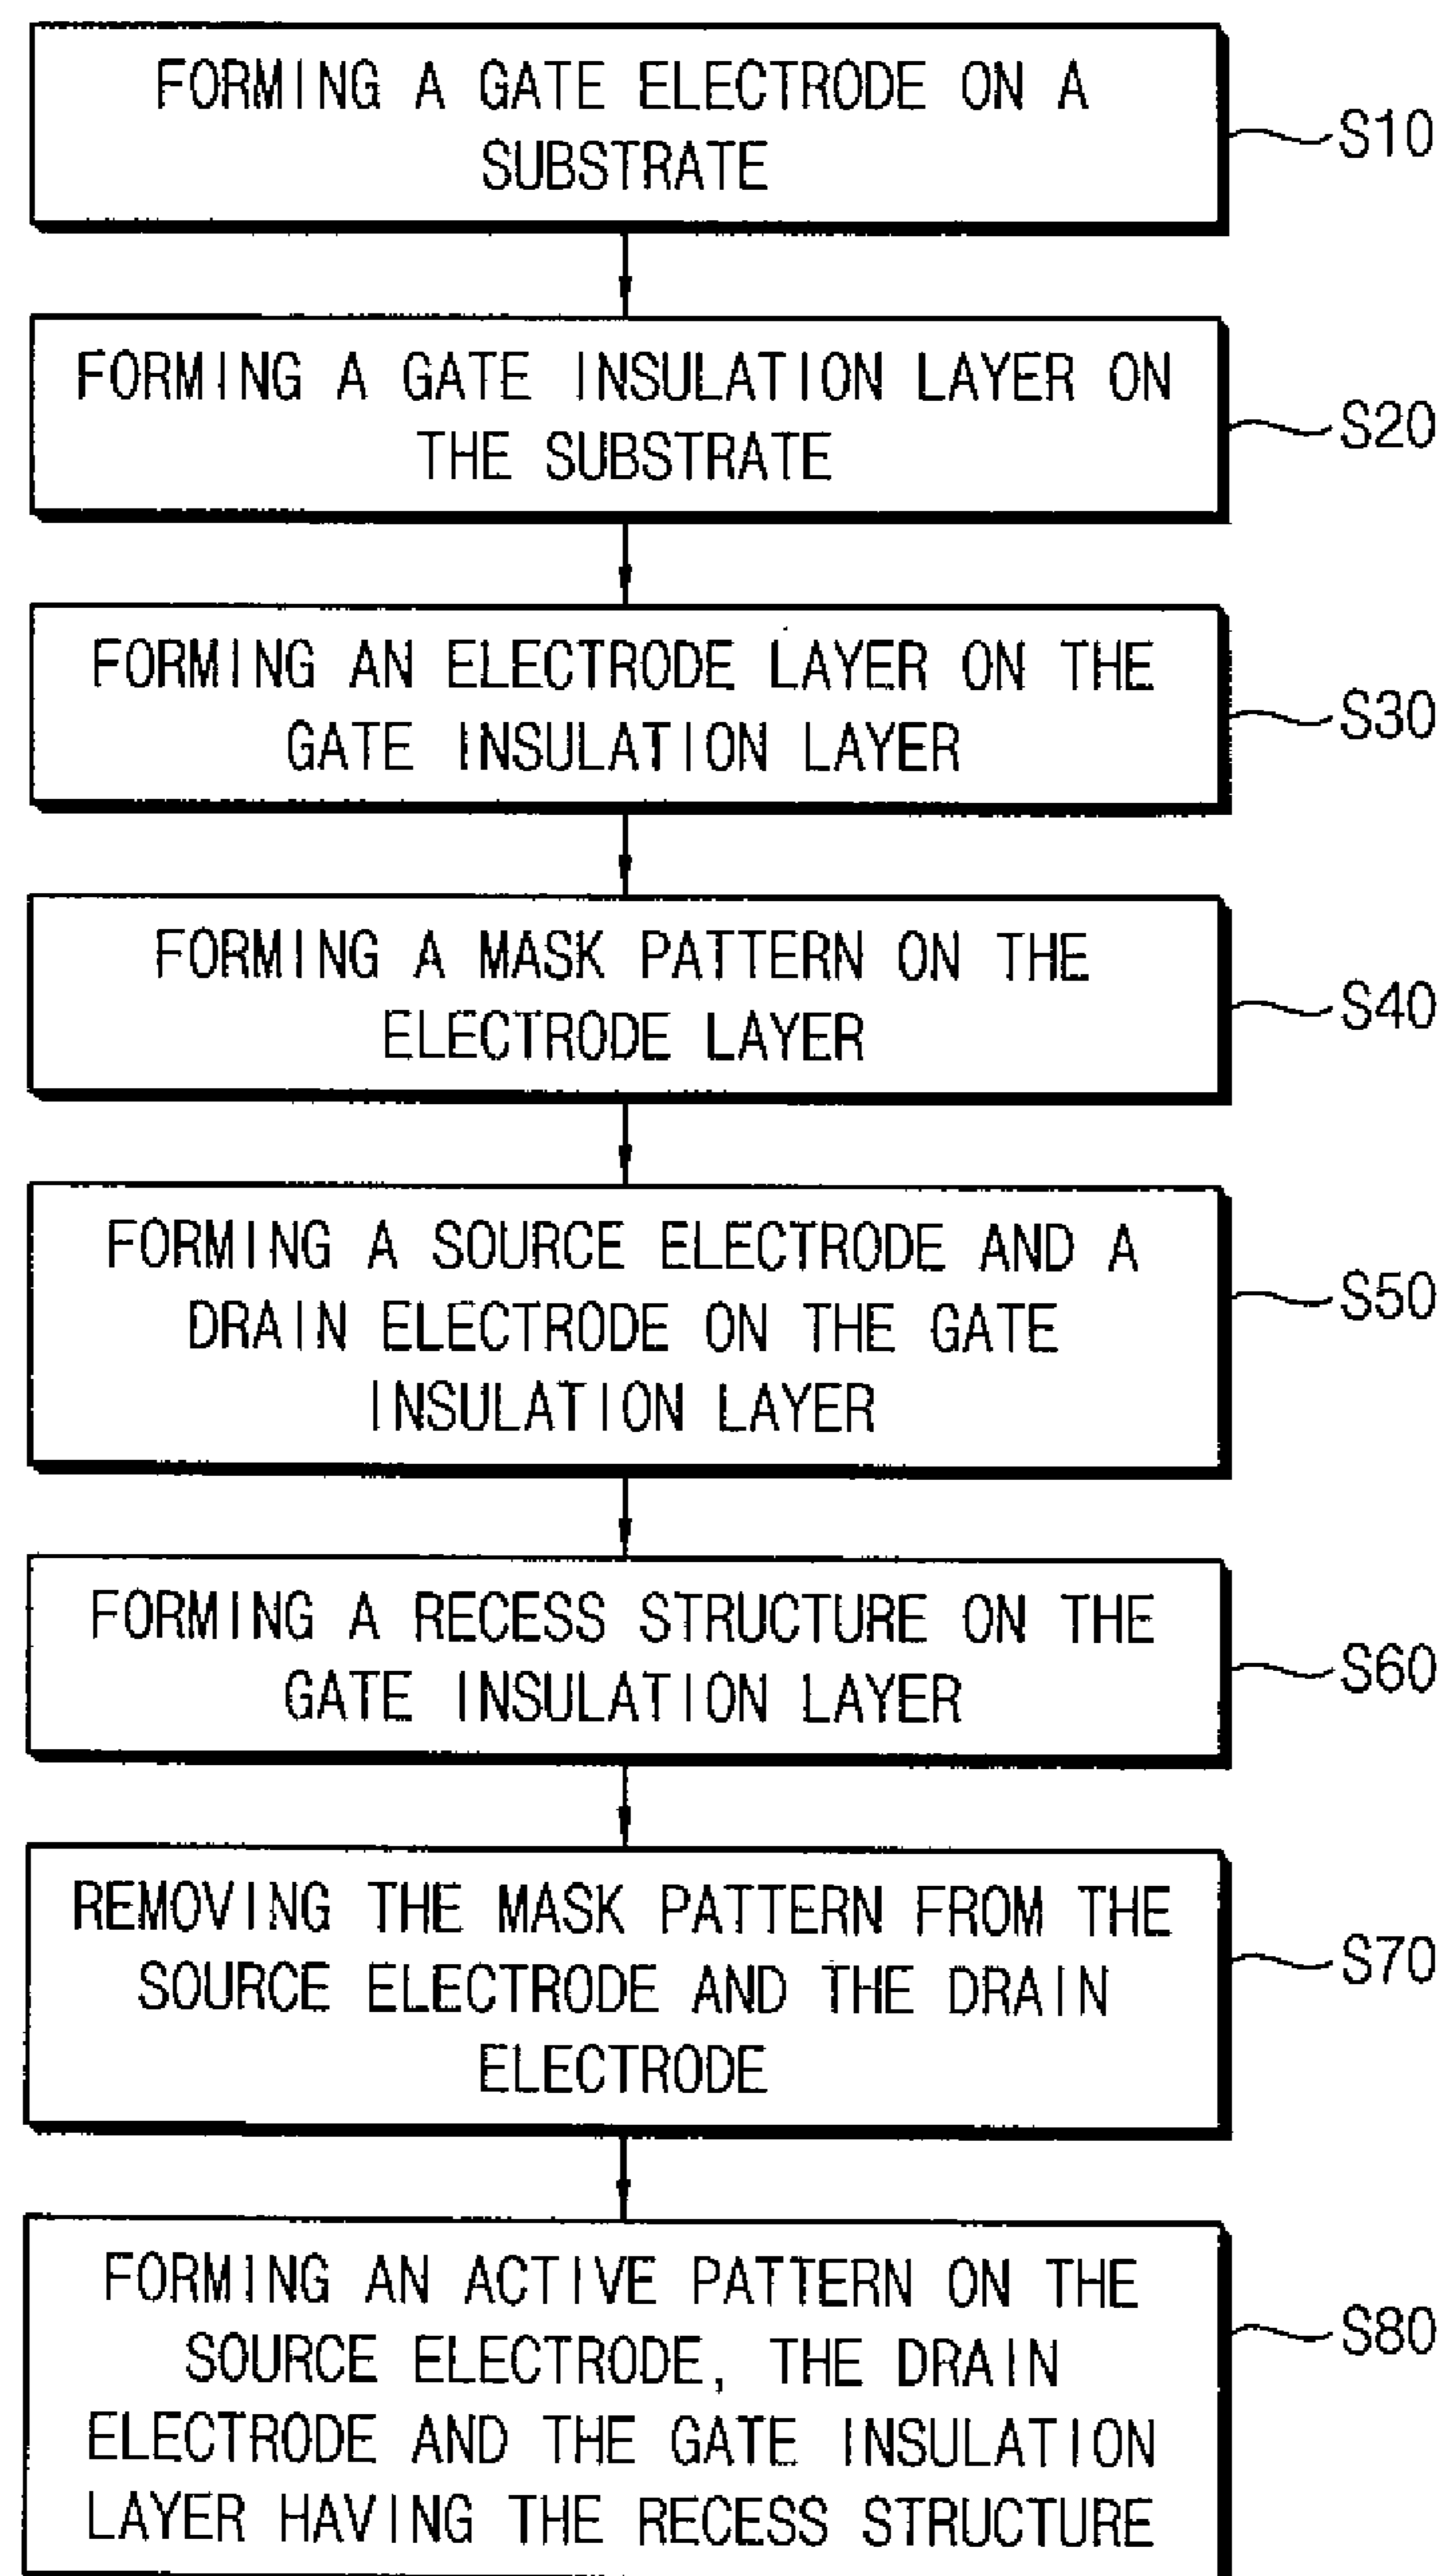 FORMING A GATE ELECTRODE ON A
SUBSTRATE
S10
FORMING A GATE INSULATION LAYER ON
THE SUBSTRATE
S20
FORMING AN ELECTRODE LAYER ON THE
GATE INSULATION LAYER
S30
FORMING A MASK PATTERN ON THE
ELECTRODE LAYER
S40
FORMING A SOURCE ELECTRODE AND A
DRAIN ELECTRODE ON THE GATE
INSULATION LAYER
S50
FORMING A RECESS STRUCTURE ON THE
GATE INSULATION LAYER
S60
REMOVING THE MASK PATTERN FROM THE
SOURCE ELECTRODE AND THE DRAIN
ELECTRODE
S70
FORMING AN ACTIVE PATTERN ON THE
SOURCE ELECTRODE, THE DRAIN
ELECTRODE AND THE GATE INSULATION
LAYER HAVING THE RECESS STRUCTURE
S80